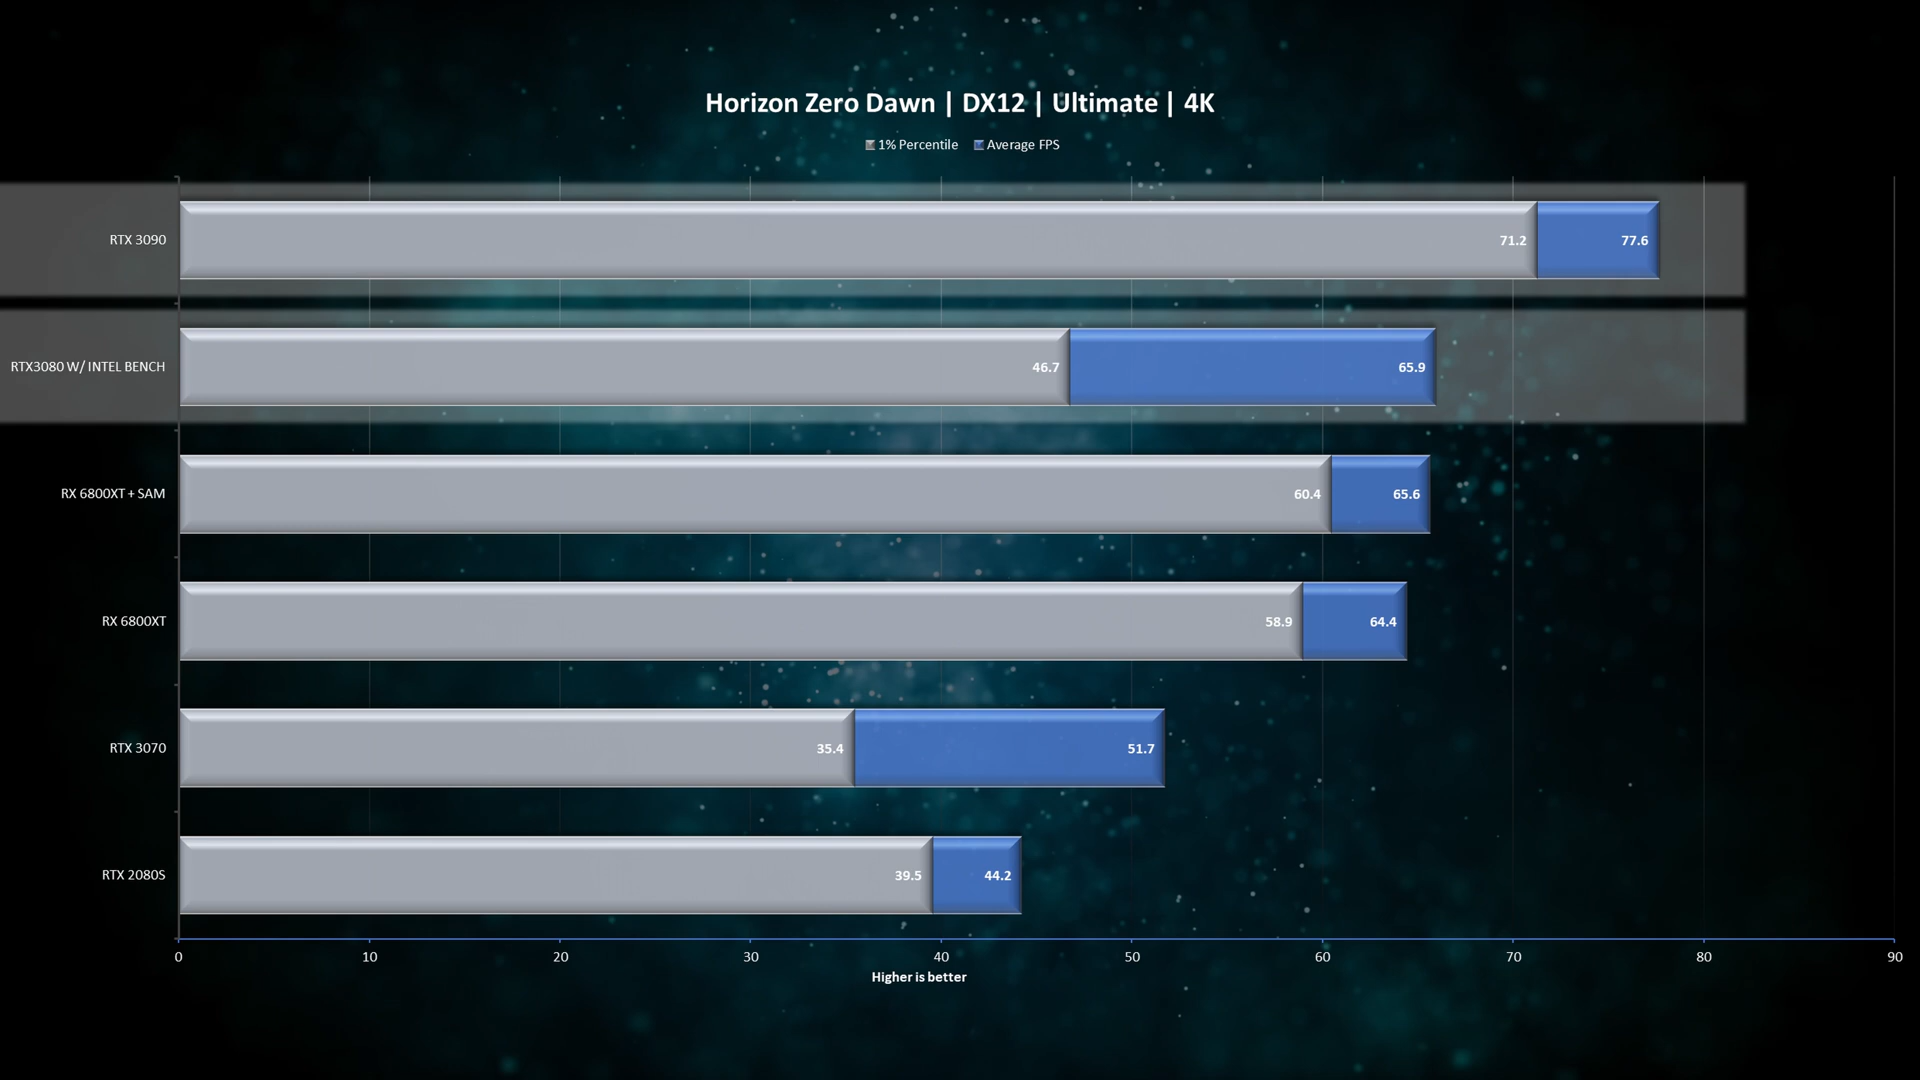 Horizon Zero Dawn | DX12 | Ultimate | 4K
1% Percentile Average FPS
RTX 3090 71.2 77.6
RTX3080 W/ INTEL BENCH 46.7 65.9
RX 6800XT + SAM 60.4 65.6
RX 6800XT 58.9 64.4
RTX 3070 35.4 51.7
RTX 2080S 39.5 44.2
0 10 20 30 40 50 60 70 80 90
Higher is better